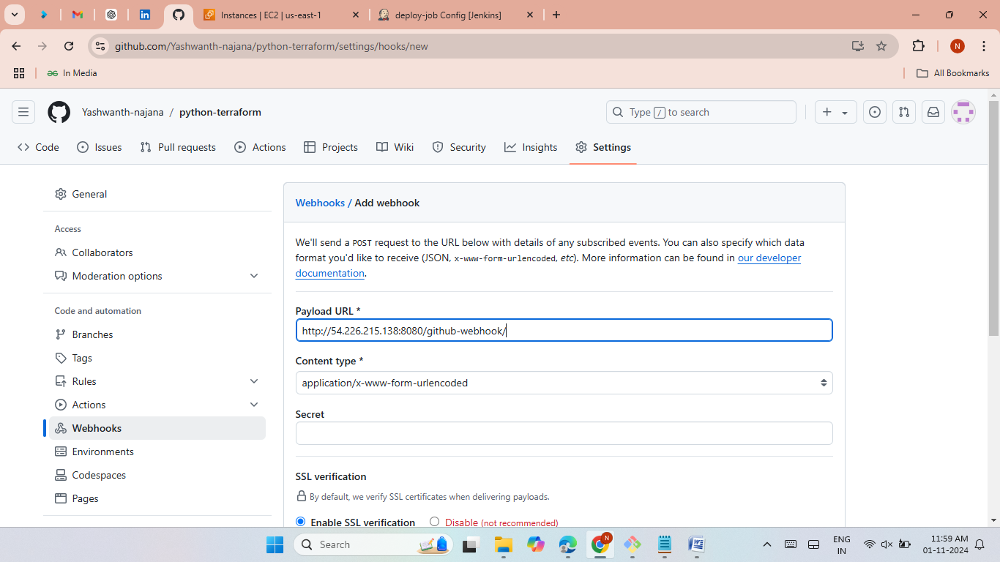 Instances | EC2 | us-east-1
deploy-job Config [Jenkins]
github.com/Yashwanth-najana/python-terraform/settings/hooks/new
N
In Media
All Bookmarks
Yashwanth-najana / python-terraform
Type / to search
Code
Issues
Pull requests
Actions
Projects
Wiki
Security
Insights
Settings
General
Access
Collaborators
Moderation options
Code and automation
Branches
Tags
Rules
Actions
Webhooks
Environments
Codespaces
Pages
Webhooks / Add webhook
We'll send a POST request to the URL below with details of any subscribed events. You can also specify which data
format you'd like to receive (JSON, x-www-form-urlencoded, etc). More information can be found in our developer
documentation.
Payload URL *
http://54.226.215.138:8080/github-webhook/
Content type *
application/x-www-form-urlencoded
Secret
SSL verification
By default, we verify SSL certificates when delivering payloads.
Enable SSL verification
Disable (not recommended)
Search
N
ENG
IN
11:59 AM
01-11-2024